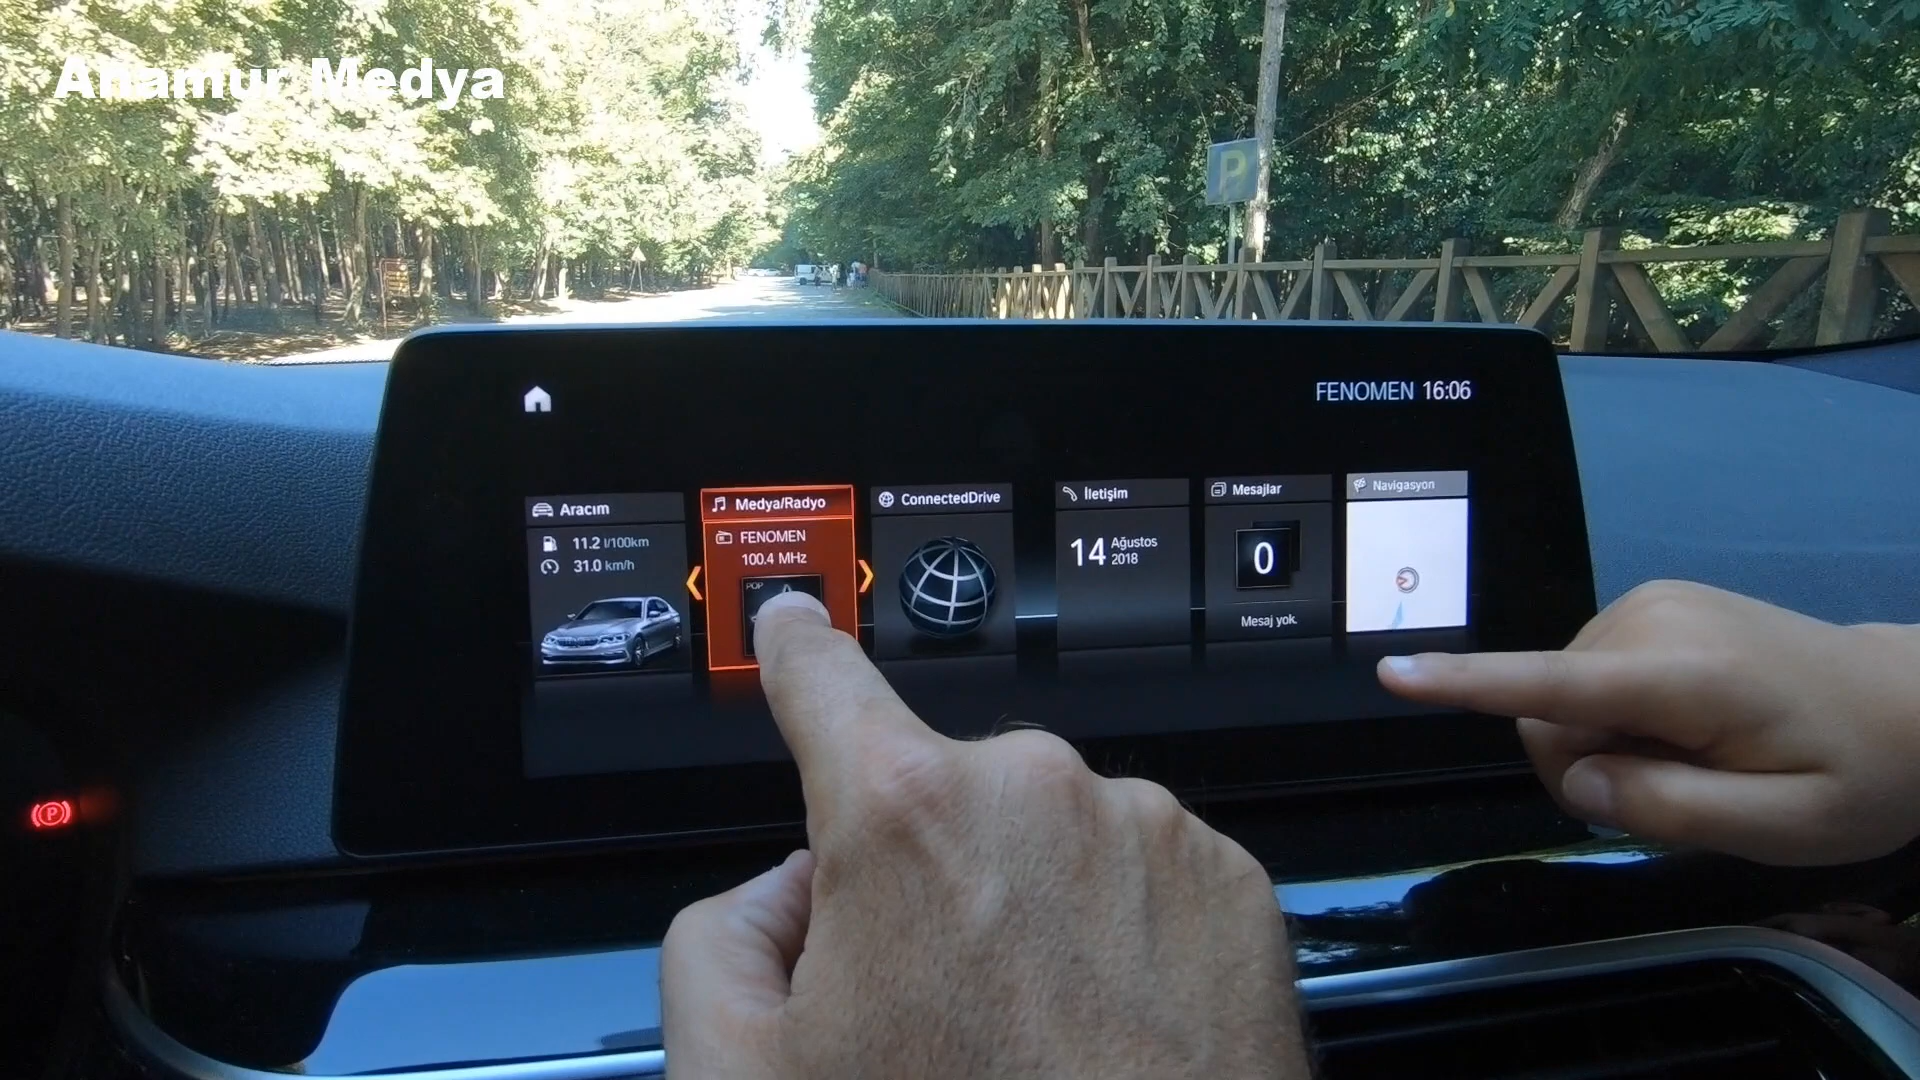 Anamur Medya
P
FENOMEN 16:06
Aracım
11.2 l/100km
31.0 km/h
Medya/Radyo
FENOMEN
100.4 MHz
POP
ConnectedDrive
İletişim
14 Ağustos
2018
Mesajlar
0
Mesaj yok.
Navigasyon
P